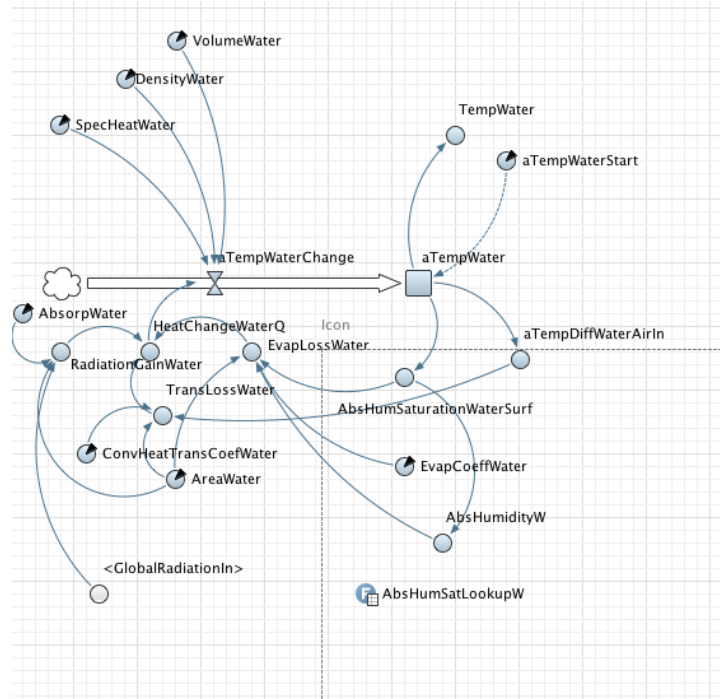 VolumeWater
DensityWater
TempWater
SpecHeatWater
aTempWaterStart
aTempWaterChange
aTempWater
AbsorpWater
HeatChangeWaterQ
Icon
aTempDiffWaterAirIn
EvapLossWater
RadiationGainWater
TransLossWater
AbsHumSaturationWaterSurf
ConvHeatTransCoefWater
EvapCoeffWater
AreaWater
AbsHumidityW
<GlobalRadiationIn>
F
AbsHumSatLookupW